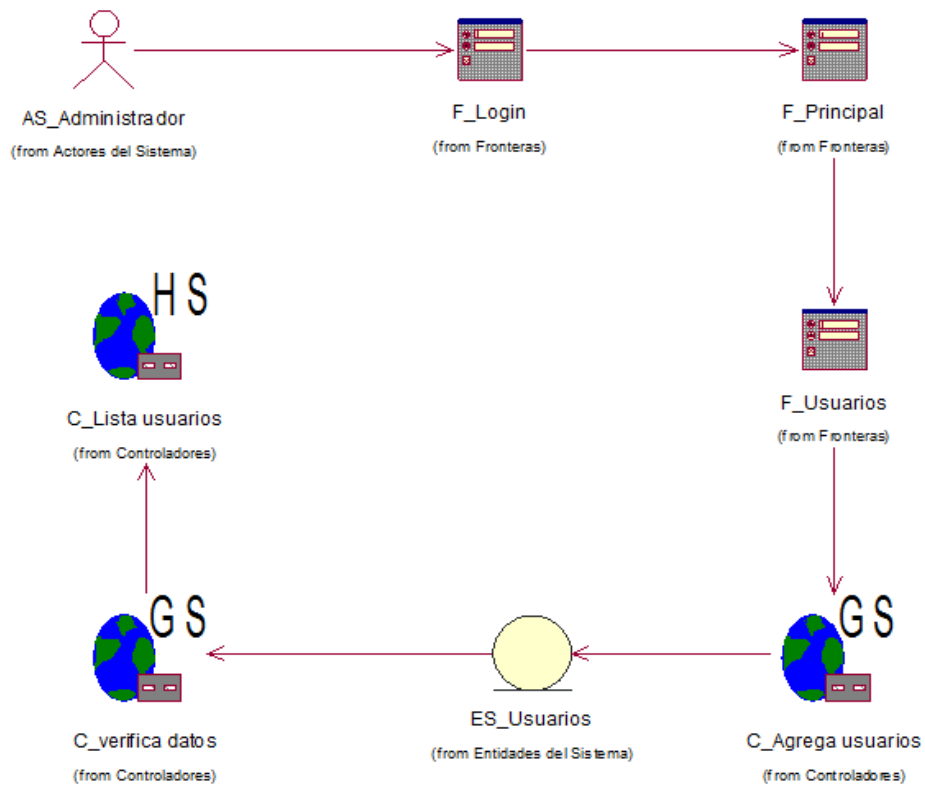 AS_Administrador
(from Actores del Sistema)
F_Login
(from Fronteras)
F_Principal
(from Fronteras)
H S
C_Lista usuarios
(from Controladores)
F_Usuarios
(from Fronteras)
G S
C_verifica datos
(from Controladores)
ES_Usuarios
(from Entidades del Sistema)
G S
C_Agrega usuarios
(from Controladores)